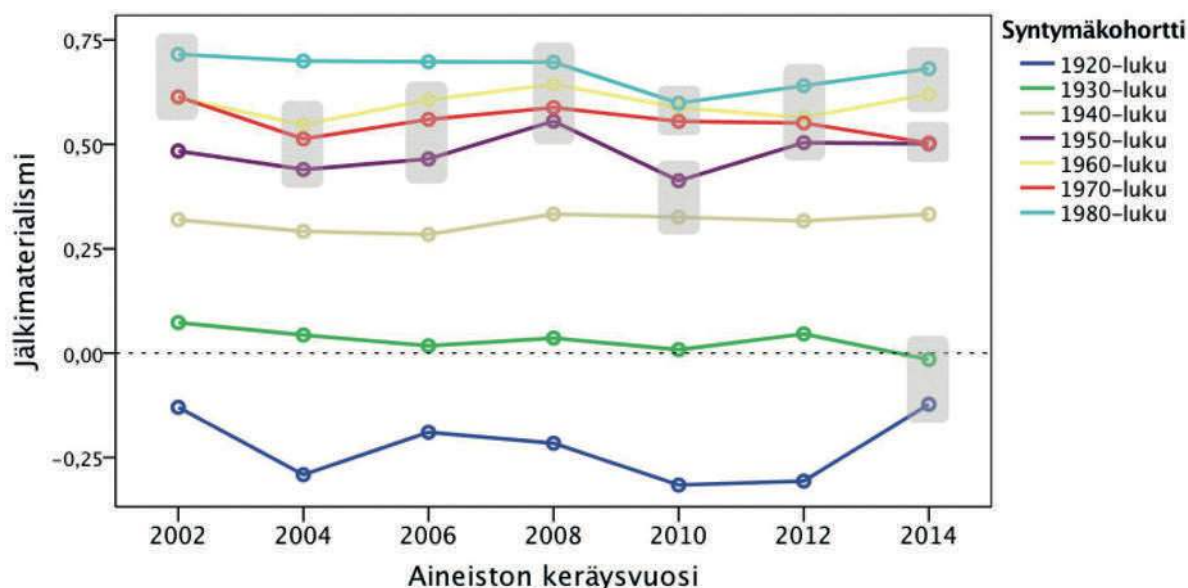 Syntymäkohortti
1920-luku
1930-luku
1940-luku
1950-luku
1960-luku
1970-luku
1980-luku
Jälkimaterialismi
0,75
0,50
0,25
0,00
-0,25
2002 2004 2006 2008 2010 2012 2014
Aineiston keräysvuosi